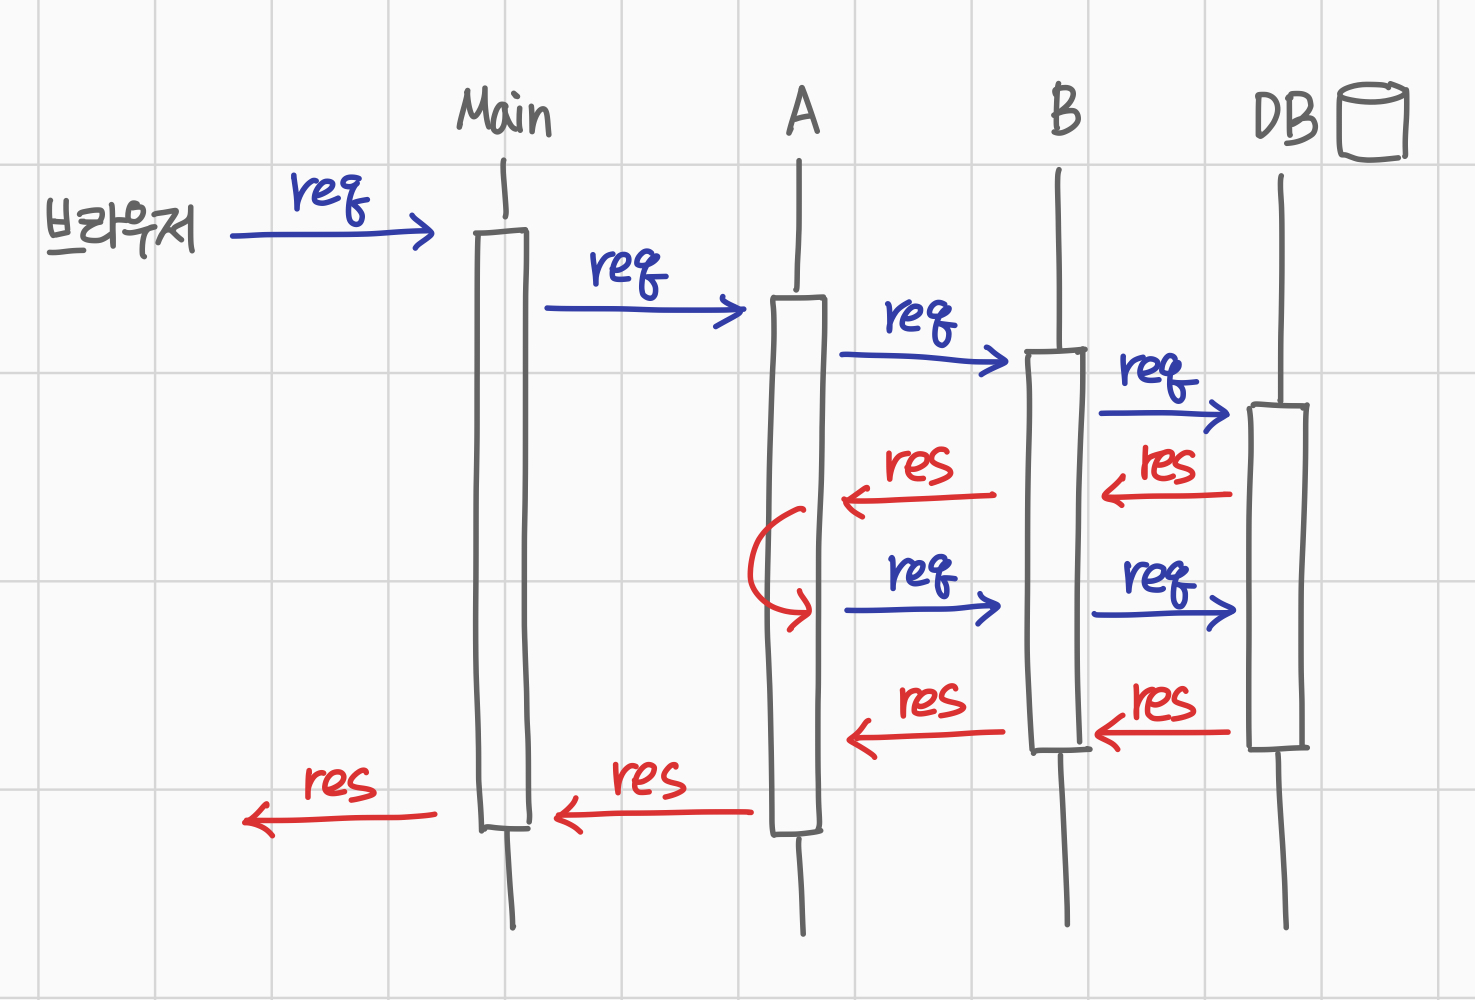 Main A B DB
브라우저 req
req
req
req
res res
req req
res res
res res